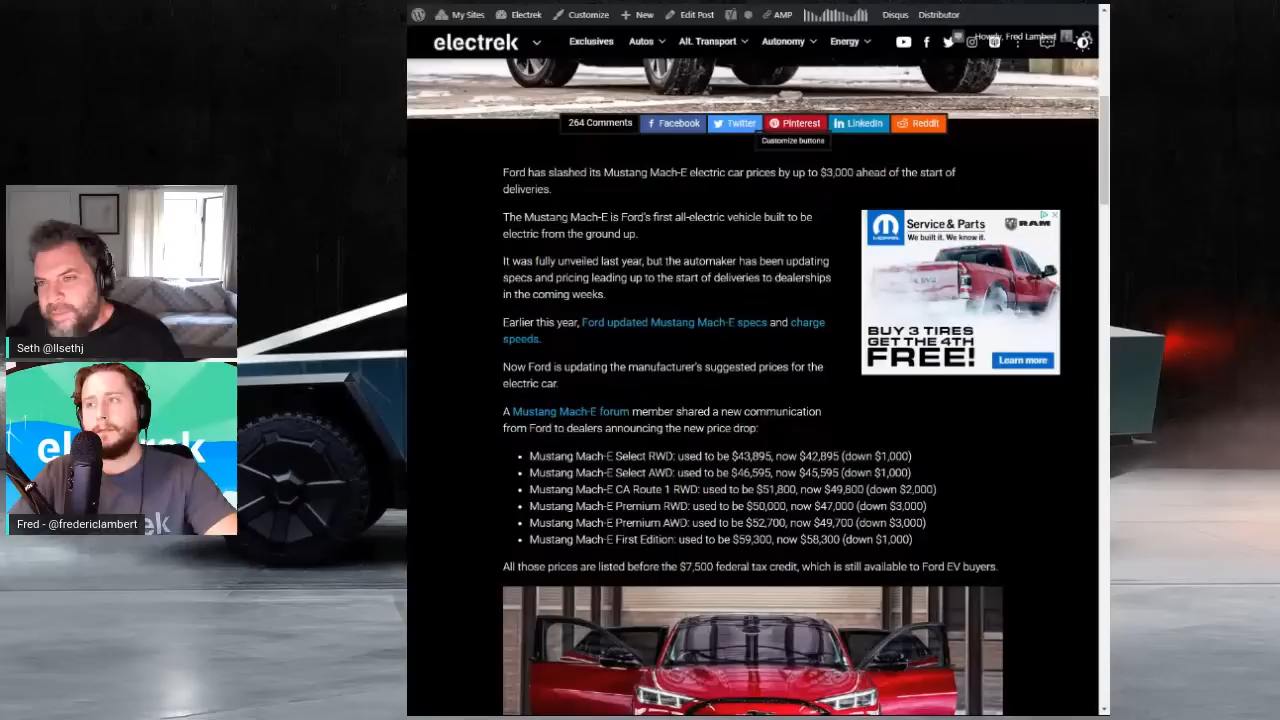 My Sites
Electrek
Customize
New
Edit Post
AMP
Disqus
Distributor
electrek
Exclusives
Autos
Alt. Transport
Autonomy
Energy
Howdy, Fred Lambert
264 Comments
Facebook
Twitter
Pinterest
LinkedIn
Reddit
Customize buttons
Ford has slashed its Mustang Mach-E electric car prices by up to $3,000 ahead of the start of
deliveries.
The Mustang Mach-E is Ford's first all-electric vehicle built to be
electric from the ground up.
It was fully unveiled last year, but the automaker has been updating
specs and pricing leading up to the start of deliveries to dealerships
in the coming weeks.
Earlier this year, Ford updated Mustang Mach-E specs and charge
speeds.
Now Ford is updating the manufacturer's suggested prices for the
electric car.
A Mustang Mach-E forum member shared a new communication
from Ford to dealers announcing the new price drop:
• Mustang Mach-E Select RWD: used to be $43,895, now $42,895 (down $1,000)
• Mustang Mach-E Select AWD: used to be $46,595, now $45,595 (down $1,000)
• Mustang Mach-E CA Route 1 RWD: used to be $51,800, now $49,800 (down $2,000)
• Mustang Mach-E Premium RWD: used to be $50,000, now $47,000 (down $3,000)
• Mustang Mach-E Premium AWD: used to be $52,700, now $49,700 (down $3,000)
• Mustang Mach-E First Edition: used to be $59,300, now $58,300 (down $1,000)
All those prices are listed before the $7,500 federal tax credit, which is still available to Ford EV buyers.
MOPAR
Service & Parts
We built it. We know it.
RAM
BUY 3 TIRES
GET THE 4TH
FREE!
Learn more
Seth @llsethj
Fred - @fredericlambert